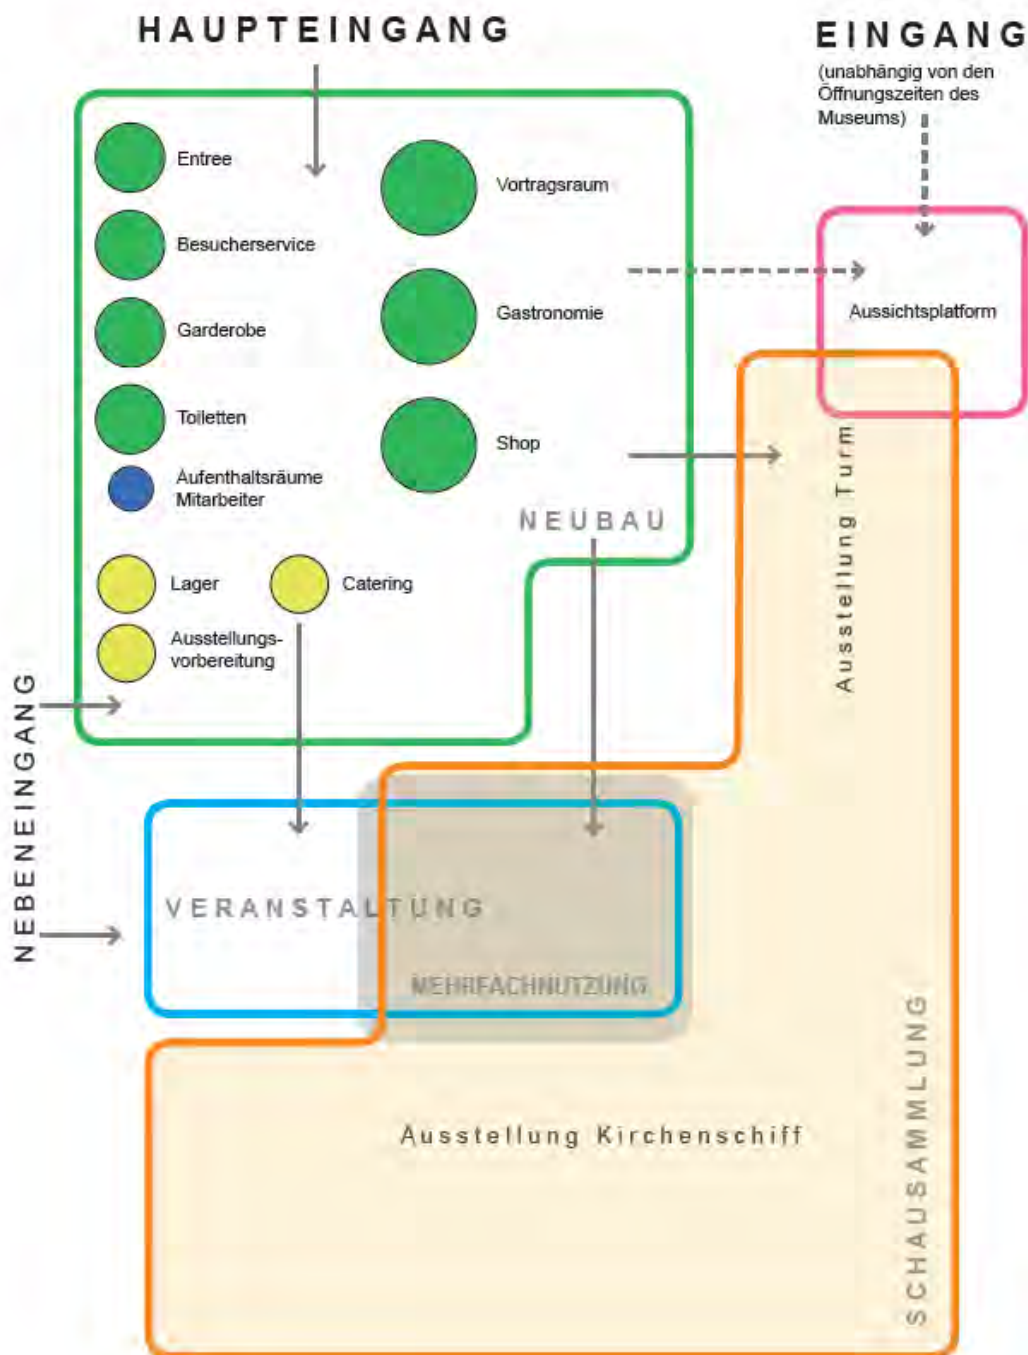 HAUPTEINGANG
EINGANG
(unabhängig von den
Öffnungszeiten des
Museums)
Entree
Vortragsraum
Besucherservice
Gastronomie
Aussichtsplatform
Garderobe
Toiletten
Shop
Aufenthaltsräume
Mitarbeiter
NEUBAU
Ausstellung Turm
Lager
Catering
Ausstellungs-
vorbereitung
NEBENEINGANG
VERANSTALTUNG
MEHRFACHNUTZUNG
Ausstellung Kirchenschiff
SCHAUSAMMLUNG